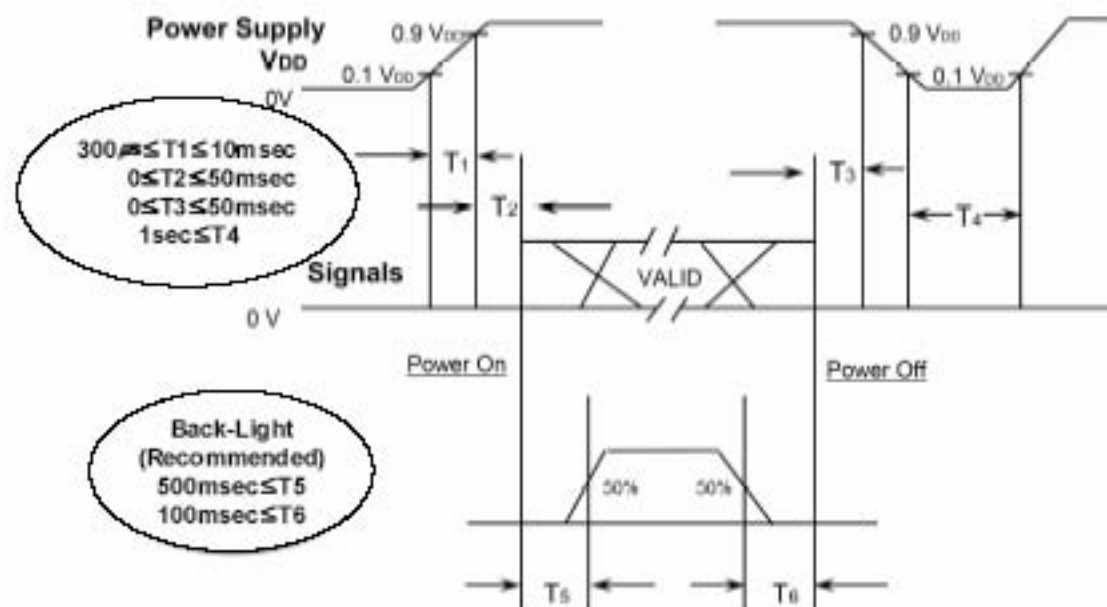 Power Supply
VDD
0.9 VDD
0.1 VDD
0V
0.9 VDD
0.1 VDD
300㎲≤T1≤10msec
0≤T2≤50msec
0≤T3≤50msec
1sec≤T4
T1
T2
T3
T4
Signals
VALID
0 V
Power On
Power Off
Back-Light
(Recommended)
500msec≤T5
100msec≤T6
50%
50%
T5
T6